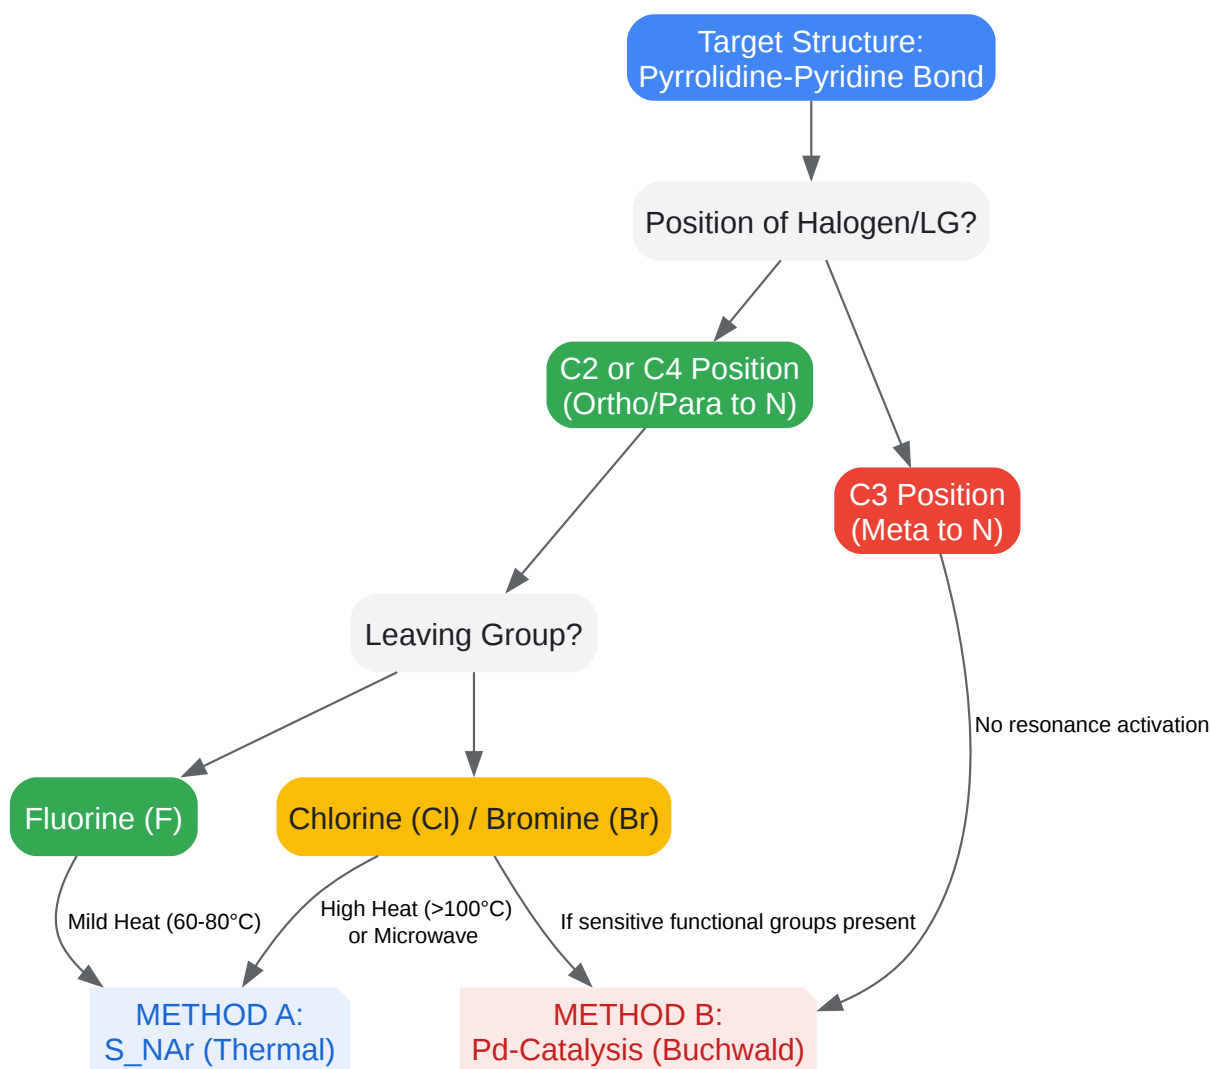 Target Structure:
Pyrrolidine-Pyridine Bond
Position of Halogen/LG?
C2 or C4 Position
(Ortho/Para to N)
C3 Position
(Meta to N)
Leaving Group?
No resonance activation
Fluorine (F)
Chlorine (Cl) / Bromine (Br)
Mild Heat (60-80°C)
High Heat (>100°C)
or Microwave
If sensitive functional groups present
METHOD A:
S_NAr (Thermal)
METHOD B:
Pd-Catalysis (Buchwald)